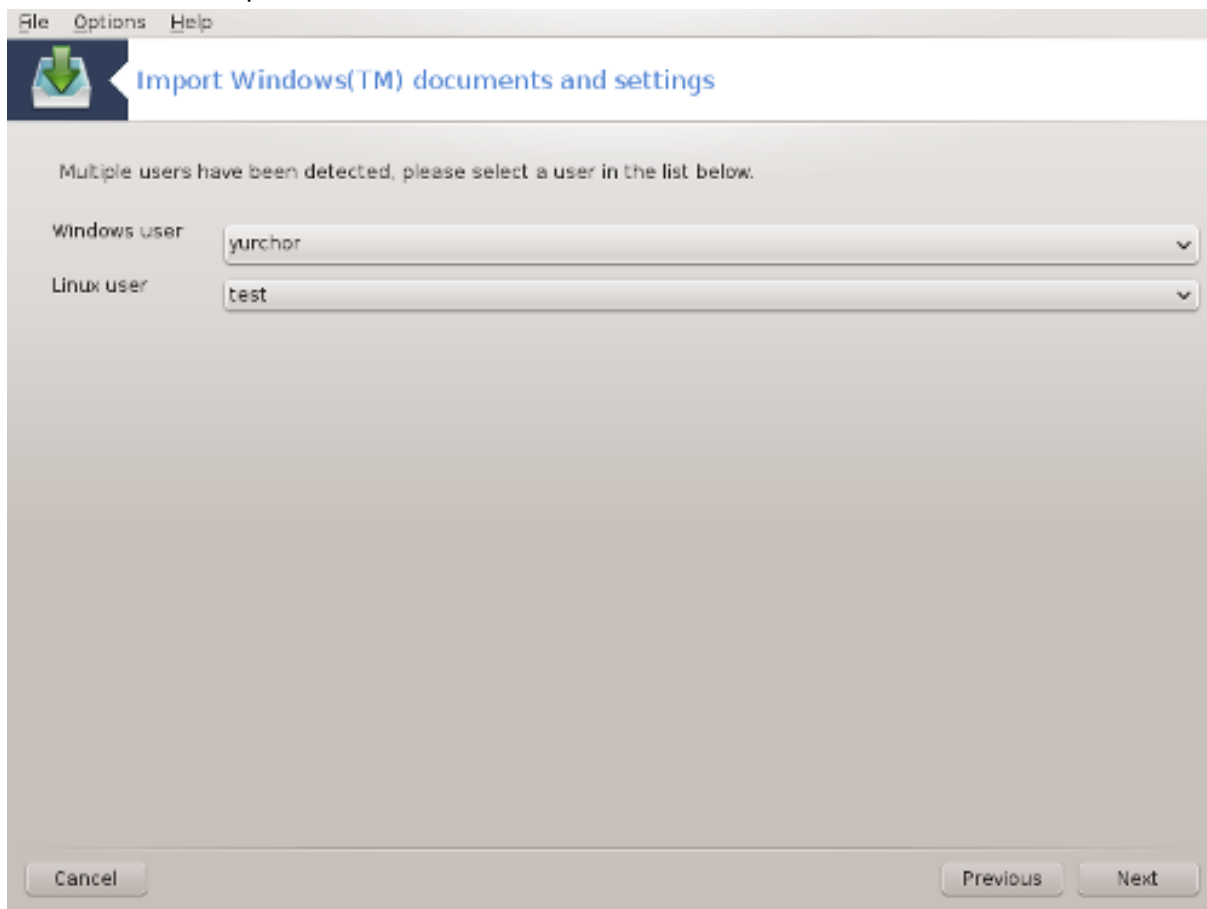 File Options Help
Import Windows(TM) documents and settings
Multiple users have been detected, please select a user in the list below.
Windows user
yurchor
Linux user
test
Cancel Previous Next